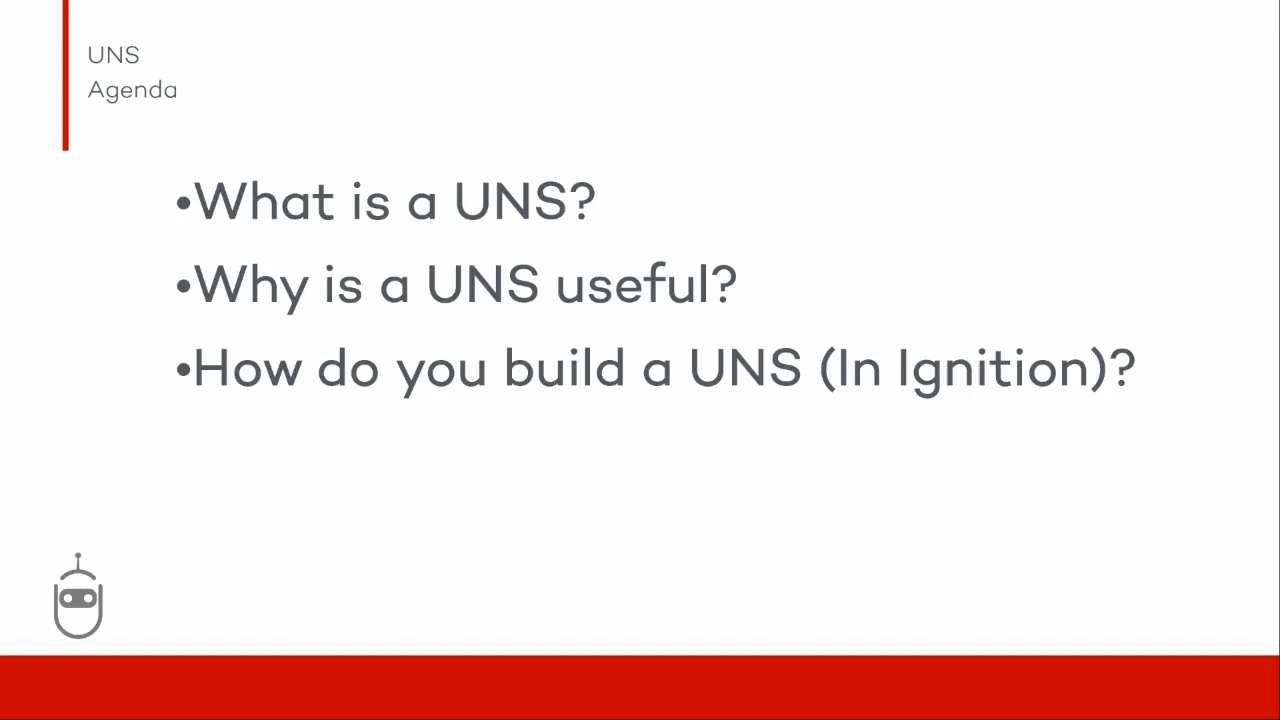 UNS
Agenda
•What is a UNS?
•Why is a UNS useful?
•How do you build a UNS (In Ignition)?